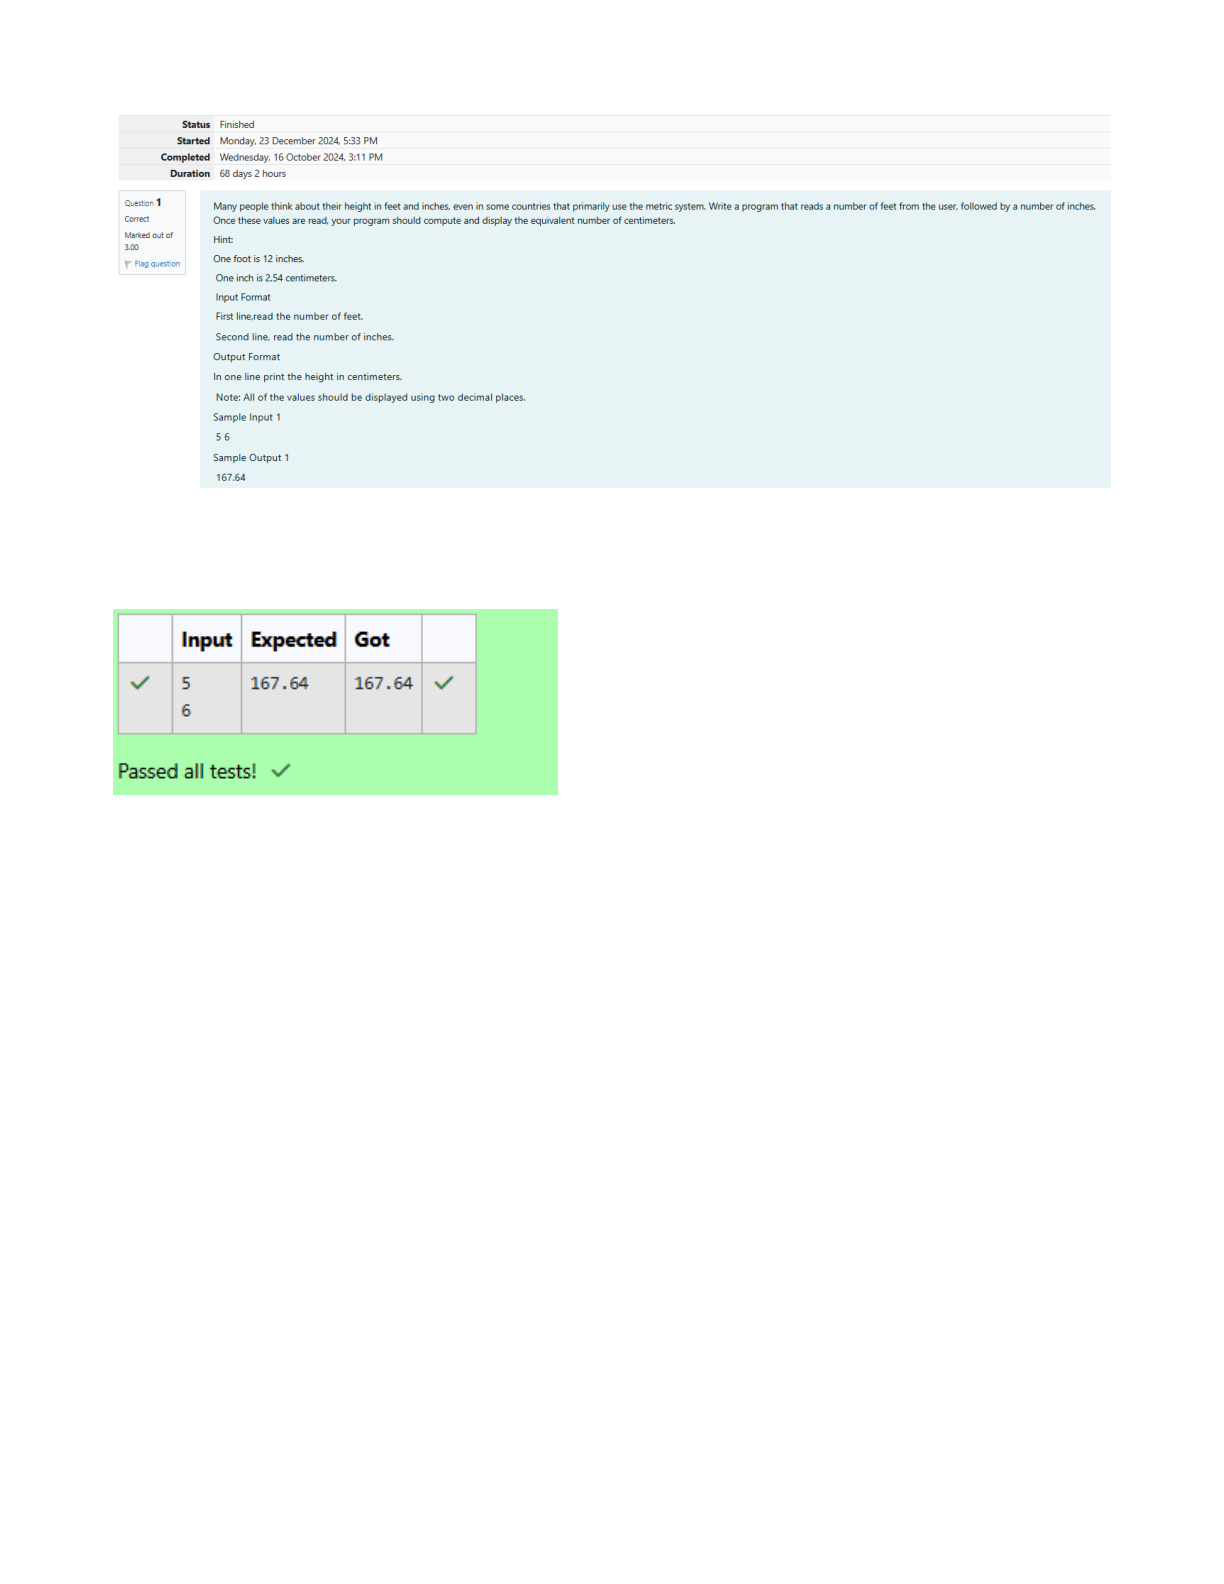 Status Finished
Started Monday, 23 December 2024, 5:33 PM
Completed Wednesday, 16 October 2024, 3:11 PM
Duration 68 days 2 hours
Question 1
Correct
Marked out of
3.00
Flag question
Many people think about their height in feet and inches, even in some countries that primarily use the metric system. Write a program that reads a number of feet from the user, followed by a number of inches.
Once these values are read, your program should compute and display the equivalent number of centimeters.
Hint:
One foot is 12 inches.
One inch is 2.54 centimeters.
Input Format
First line,read the number of feet.
Second line, read the number of inches.
Output Format
In one line print the height in centimeters.
Note: All of the values should be displayed using two decimal places.
Sample Input 1
5 6
Sample Output 1
167.64
Input Expected Got
5 167.64 167.64
6
Passed all tests!